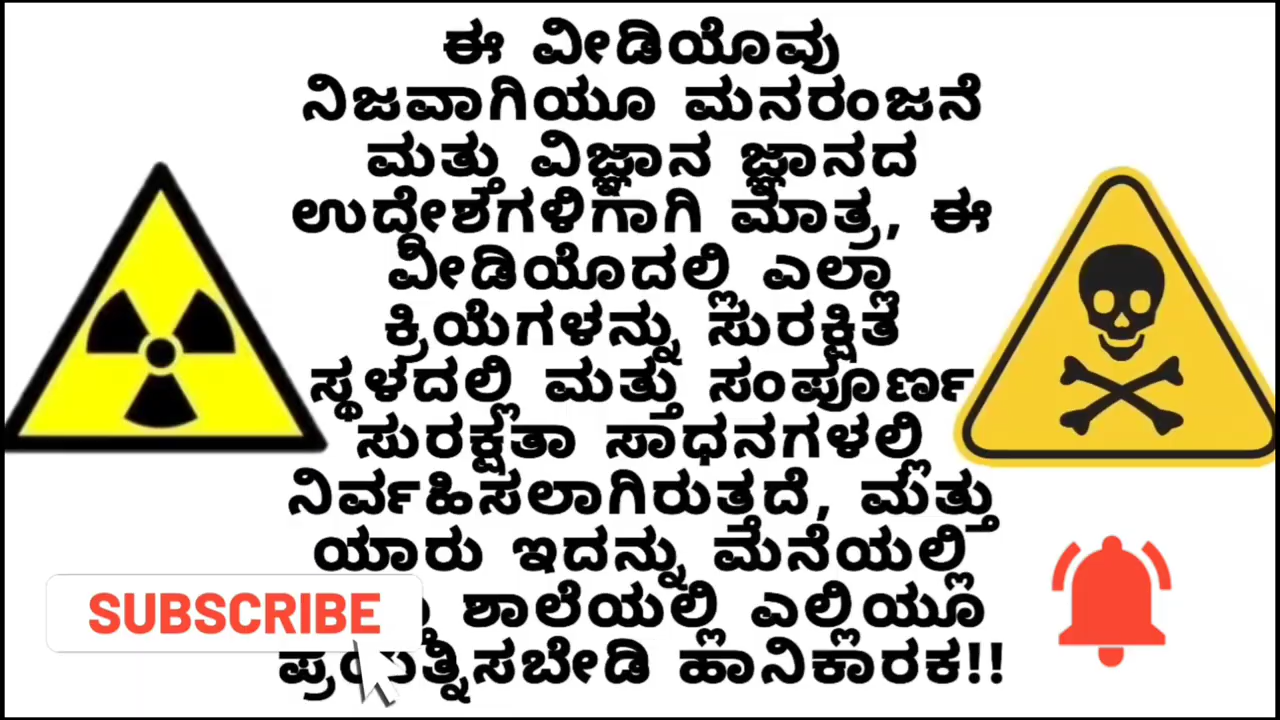 ಈ ವೀಡಿಯೊವು
ನಿಜವಾಗಿಯೂ ಮನರಂಜನೆ
ಮತ್ತು ವಿಜ್ಞಾನ ಜ್ಞಾನದ
ಉದ್ದೇಶಗಳಿಗಾಗಿ ಮಾತ್ರ, ಈ
ವೀಡಿಯೊದಲ್ಲಿ ಎಲ್ಲಾ
ಕ್ರಿಯೆಗಳನ್ನು ಸುರಕ್ಷಿತ
ಸ್ಥಳದಲ್ಲಿ ಮತ್ತು ಸಂಪೂರ್ಣ
ಸುರಕ್ಷತಾ ಸಾಧನಗಳಲ್ಲಿ
ನಿರ್ವಹಿಸಲಾಗಿರುತ್ತದೆ, ಮತ್ತು
ಯಾರು ಇದನ್ನು ಮನೆಯಲ್ಲಿ
ಶಾಲೆಯಲ್ಲಿ ಎಲ್ಲಿಯೂ
SUBSCRIBE
ಪ್ರಯತ್ನಿಸಬೇಡಿ ಹಾನಿಕಾರಕ!!